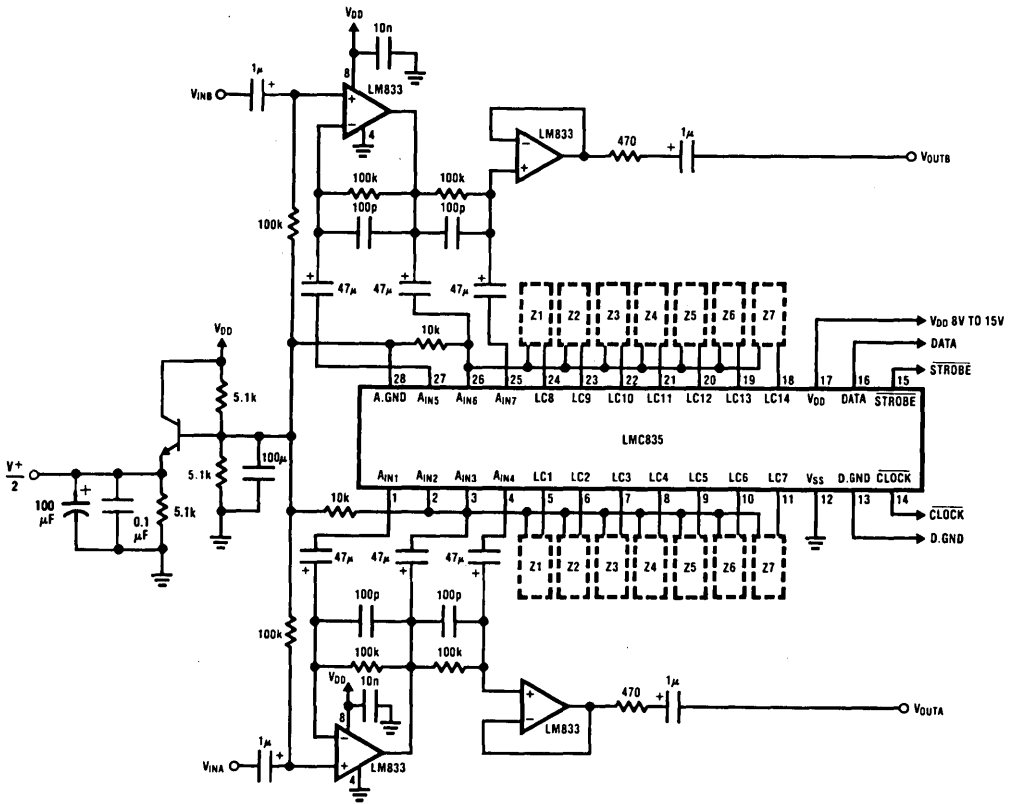 VDD
10n
1μ
+
8
LM833
VINB
+
−
4
LM833
−
+
470
+
1μ
VOUTB
100k
100k
100p
100p
100k
+
47μ
+
47μ
+
47μ
Z1 Z2 Z3 Z4 Z5 Z6 Z7
VDD 8V TO 15V
DATA
STROBE
VDD
10k
28 27 26 25 24 23 22 21 20 19 18 17 16 15
A.GND AIN5 AIN6 AIN7 LC8 LC9 LC10 LC11 LC12 LC13 LC14 VDD DATA STROBE
5.1k
LMC835
V+
2
5.1k
100μ
AIN1 AIN2 AIN3 AIN4 LC1 LC2 LC3 LC4 LC5 LC6 LC7 VSS D.GND CLOCK
1 2 3 4 5 6 7 8 9 10 11 12 13 14
+
100
μF
0.1
μF
5.1k
10k
CLOCK
D.GND
47μ
+
47μ
+
47μ
+
Z1 Z2 Z3 Z4 Z5 Z6 Z7
100p
100p
100k
100k
100k
VDD
10n
8
+
−
LM833
470
+
1μ
VOUTA
1μ
+
VINA
−
+
4
LM833